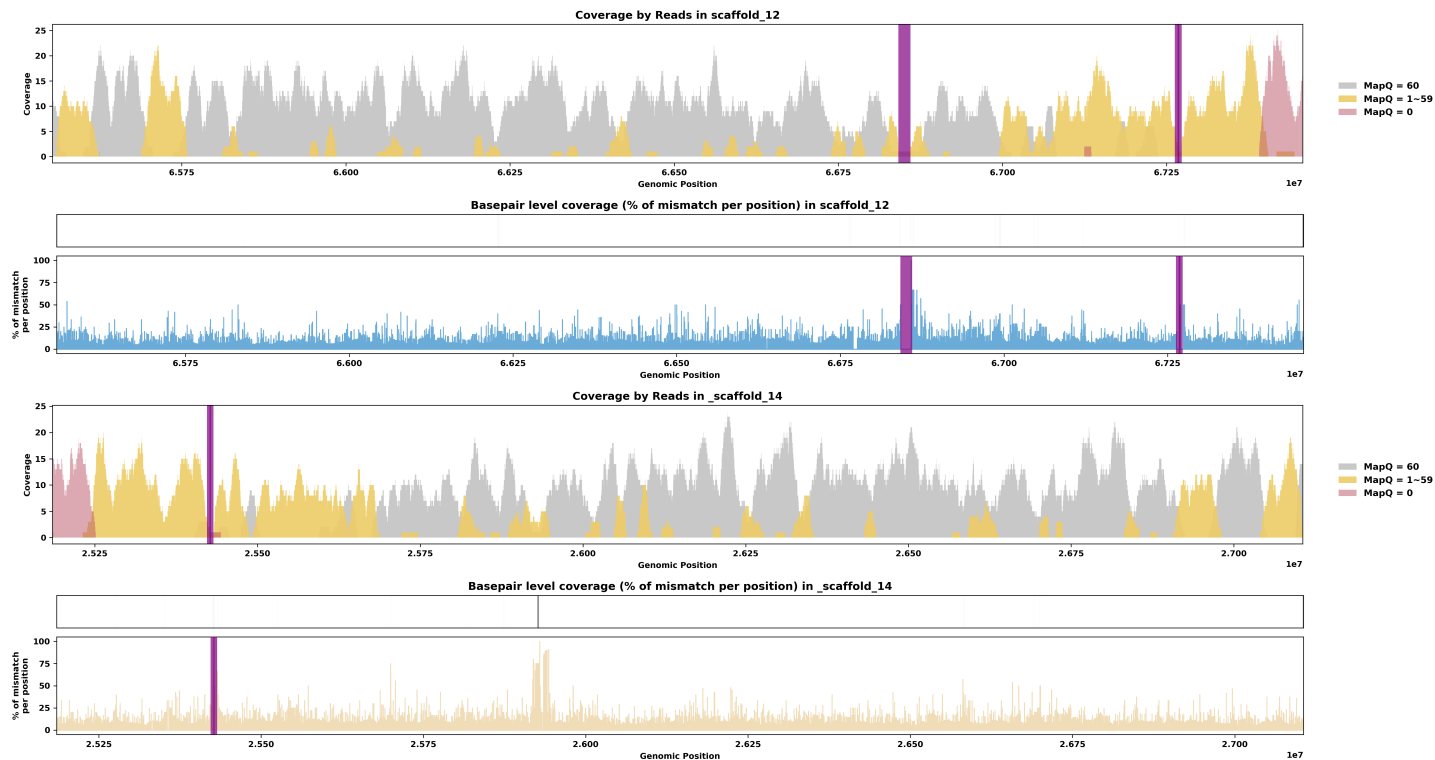 Coverage by Reads in scaffold_12
25
20
15
10
5
0
Coverage
6.575 6.600 6.625 6.650 6.675 6.700 6.725
Genomic Position
1e7
MapQ = 60
MapQ = 1~59
MapQ = 0
Basepair level coverage (% of mismatch per position) in scaffold_12
100
75
50
25
0
% of mismatch
per position
6.575 6.600 6.625 6.650 6.675 6.700 6.725
Genomic Position
1e7
Coverage by Reads in _scaffold_14
25
20
15
10
5
0
Coverage
2.525 2.550 2.575 2.600 2.625 2.650 2.675 2.700
Genomic Position
1e7
MapQ = 60
MapQ = 1~59
MapQ = 0
Basepair level coverage (% of mismatch per position) in _scaffold_14
100
75
50
25
0
% of mismatch
per position
2.525 2.550 2.575 2.600 2.625 2.650 2.675 2.700
Genomic Position
1e7